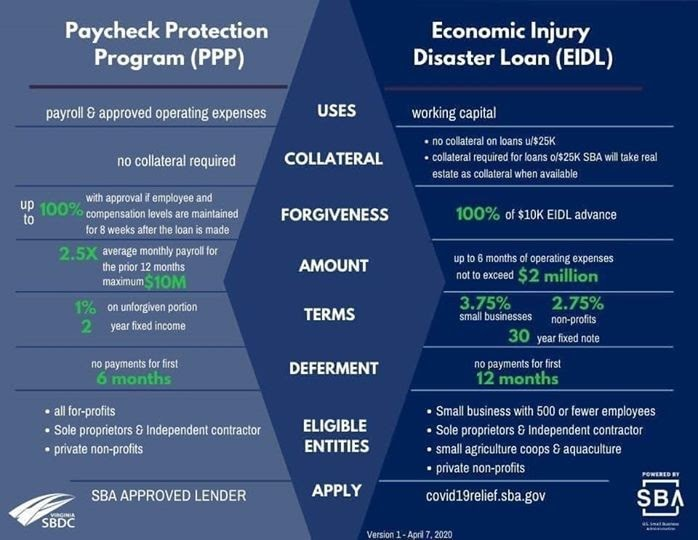 Paycheck Protection
Program (PPP)
Economic Injury
Disaster Loan (EIDL)
payroll & approved operating expenses
USES
working capital
no collateral required
COLLATERAL
• no collateral on loans u/$25K
• collateral required for loans o/$25K SBA will take real
estate as collateral when available
up to 100% with approval if employee and
compensation levels are maintained
for 8 weeks after the loan is made
FORGIVENESS
100% of $10K EIDL advance
2.5X average monthly payroll for
the prior 12 months
maximum $10M
AMOUNT
up to 6 months of operating expenses
not to exceed $2 million
1% on unforgiven portion
2 year fixed income
TERMS
3.75% small businesses
2.75% non-profits
30 year fixed note
no payments for first
6 months
DEFERMENT
no payments for first
12 months
• all for-profits
• Sole proprietors & Independent contractor
• private non-profits
ELIGIBLE
ENTITIES
• Small business with 500 or fewer employees
• Sole proprietors & Independent contractor
• small agriculture coops & aquaculture
• private non-profits
SBA APPROVED LENDER
APPLY
covid19relief.sba.gov
VIRGINIA
SBDC
Version 1 - April 7, 2020
POWERED BY
SBA
U.S. Small Business
Administration